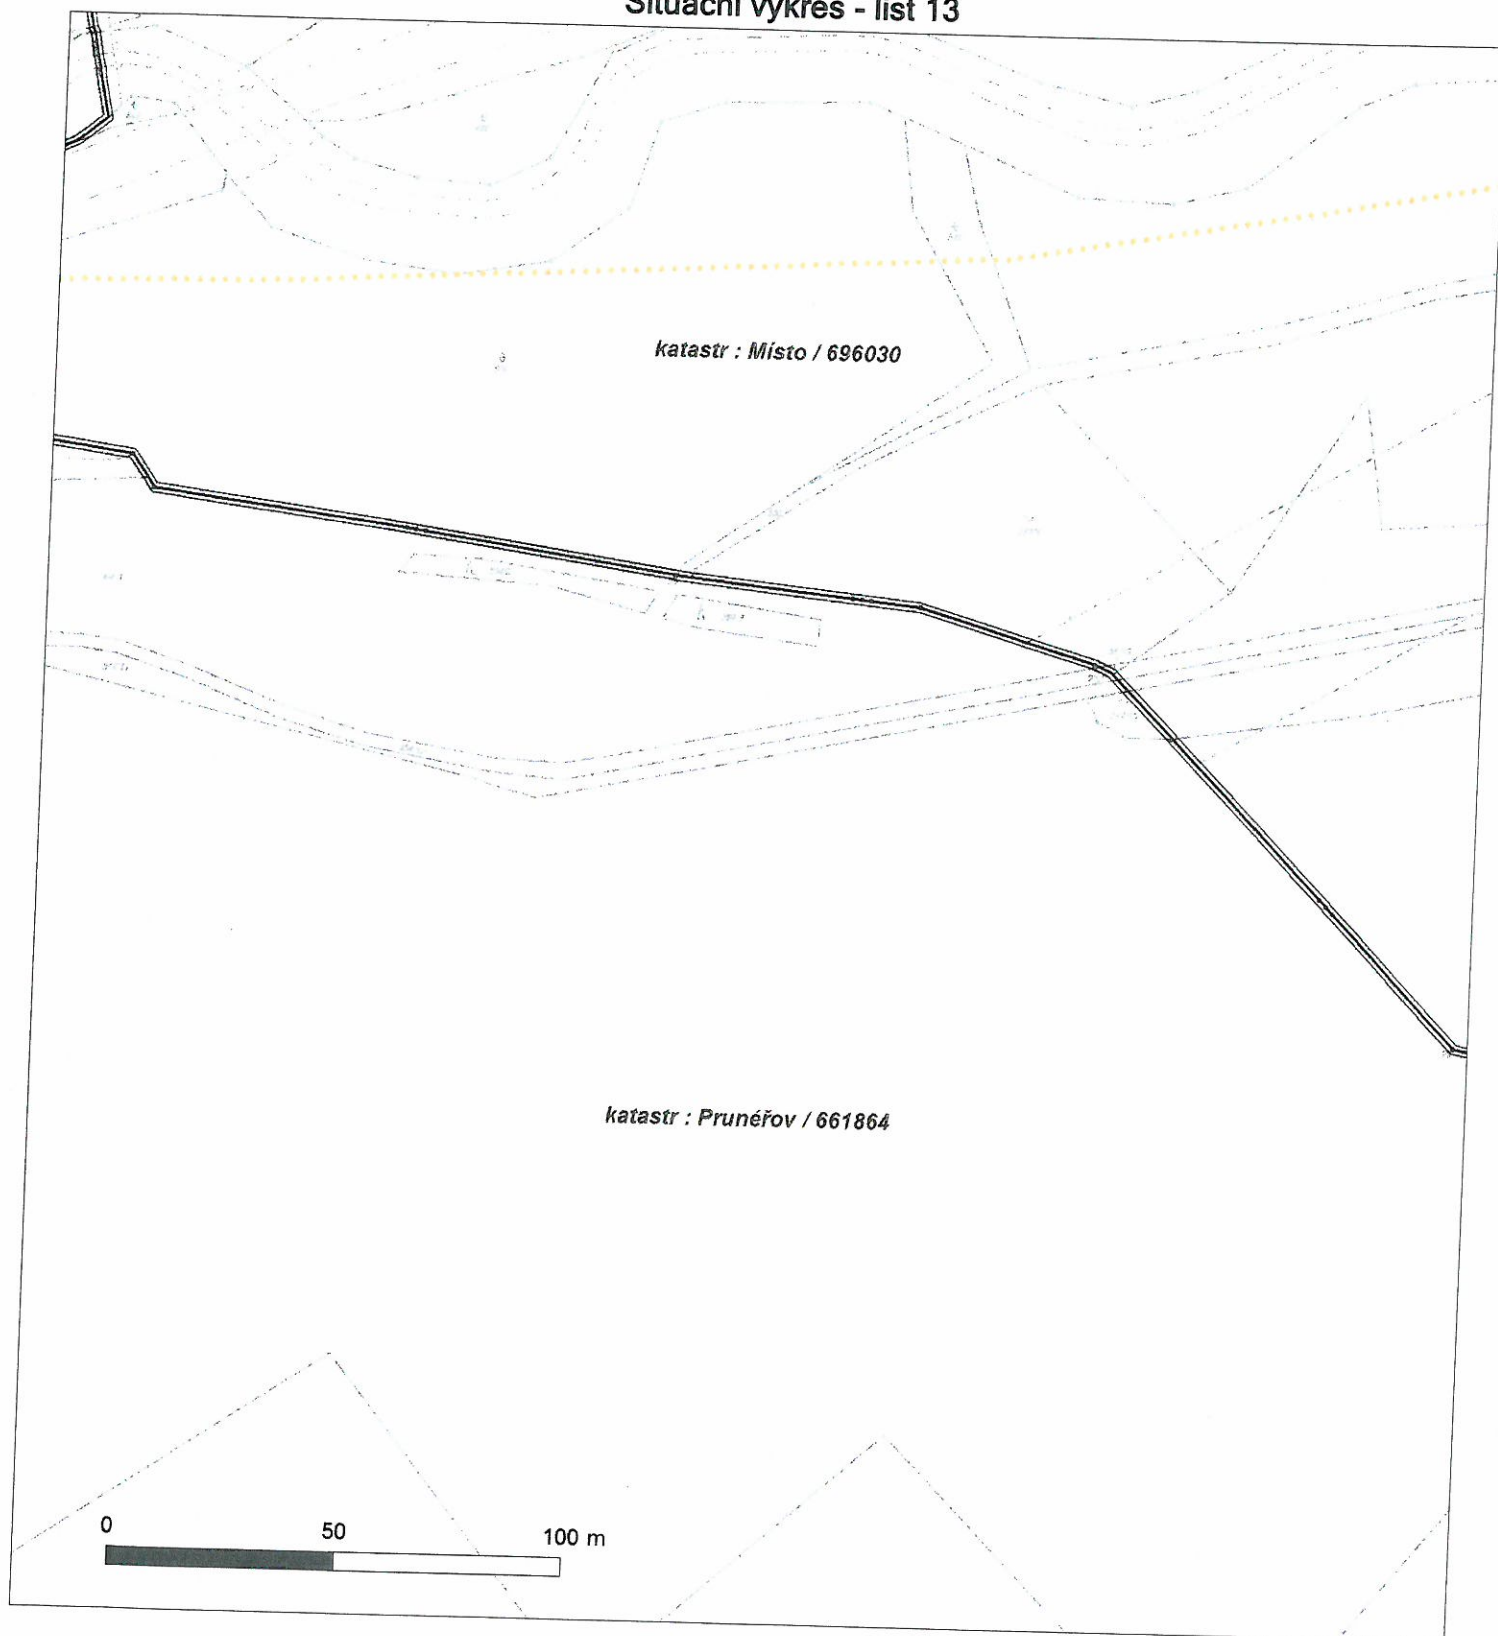 Situační výkres - list 13
katastr : Místo / 696030
katastr : Prunéřov / 661864
0 50 100 m